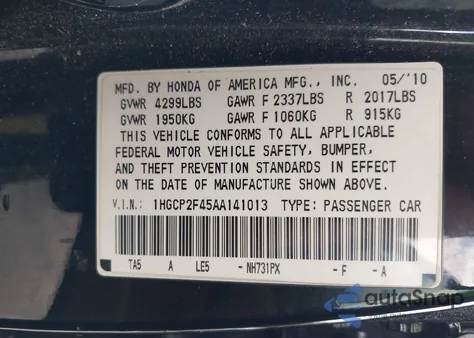 MFD. BY HONDA OF AMERICA MFG., INC. 05/'10
GVWR 4299LBS GAWR F 2337LBS R 2017LBS
GVWR 1950KG GAWR F 1060KG R 915KG
THIS VEHICLE CONFORMS TO ALL APPLICABLE
FEDERAL MOTOR VEHICLE SAFETY, BUMPER,
AND THEFT PREVENTION STANDARDS IN EFFECT
ON THE DATE OF MANUFACTURE SHOWN ABOVE.
V.I.N: 1HGCP2F45AA141013 TYPE: PASSENGER CAR
TA5 A LE5 -NH731PX -F -A
autoSnap